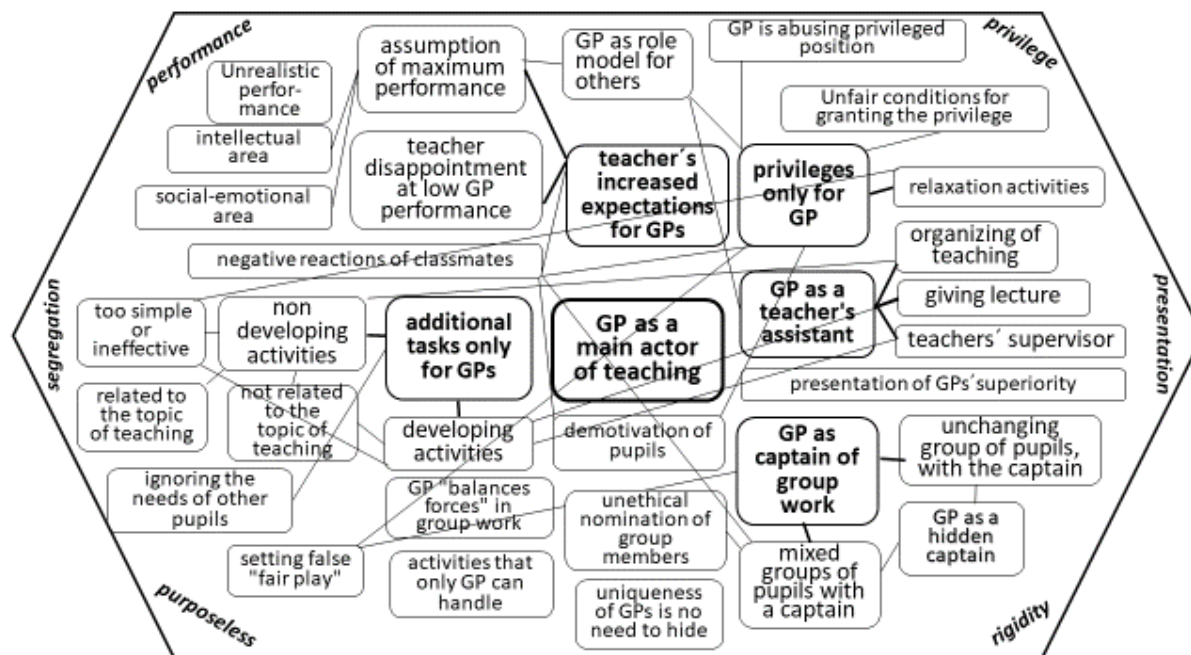 performance
privilege
assumption
of maximum
performance
GP as role
model for
others
GP is abusing privileged
position
Unrealistic
perfor-
mance
intellectual
area
social-emotional
area
teacher
disappointment
at low GP
performance
teacher´s
increased
expectations
for GPs
privileges
only for
GP
Unfair conditions for
granting the privilege
relaxation activities
organizing of
teaching
negative reactions of classmates
segregation
presentation
too simple
or
ineffective
non
developing
activities
additional
tasks only
for GPs
GP as a
main actor
of teaching
GP as a
teacher's
assistant
giving lecture
teachers´ supervisor
presentation of GPs´superiority
related to
the topic
of teaching
not related
to the
topic of
teaching
developing
activities
demotivation of
pupils
GP as
captain of
group
work
unchanging
group of pupils,
with the captain
ignoring the
needs of other
pupils
GP "balances
forces" in
group work
unethical
nomination of
group
members
GP as a
hidden
captain
setting false
"fair play"
activities that
only GP can
handle
uniqueness
of GPs is no
need to hide
mixed
groups of
pupils with
a captain
purposeless
rigidity